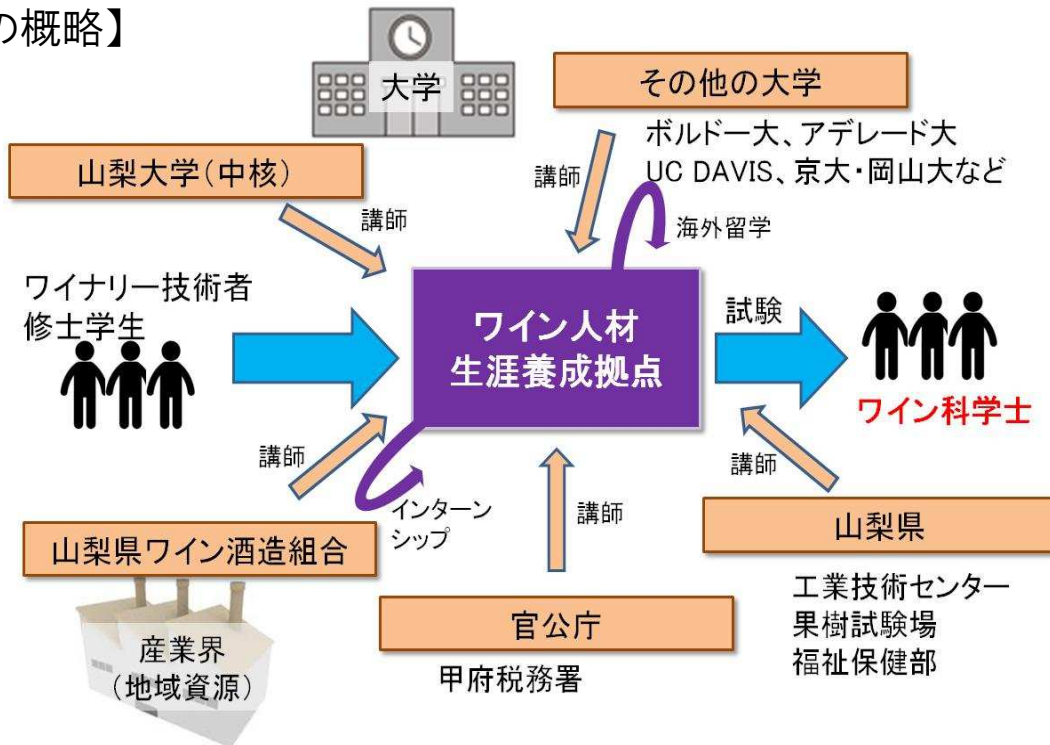 の概略】
大学
その他の大学
ボルドー大、アデレード大
UC DAVIS、京大・岡山大など
山梨大学(中核)
講師
講師
海外留学
ワイナリー技術者
修士学生
ワイン人材
生涯養成拠点
試験
ワイン科学士
講師
インターン
シップ
講師
講師
山梨県ワイン酒造組合
産業界
(地域資源)
官公庁
甲府税務署
山梨県
工業技術センター
果樹試験場
福祉保健部